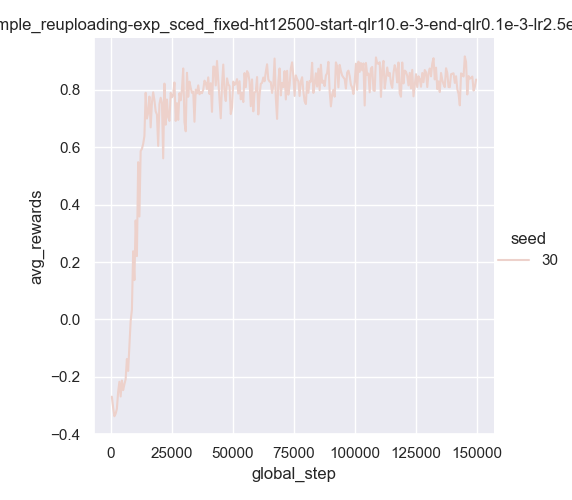 mple_reuploading-exp_sced_fixed-ht12500-start-qlr10.e-3-end-qlr0.1e-3-lr2.5e
0.8
0.6
0.4
0.2
0.0
−0.2
−0.4
avg_rewards
0 25000 50000 75000 100000 125000 150000
global_step
seed
30